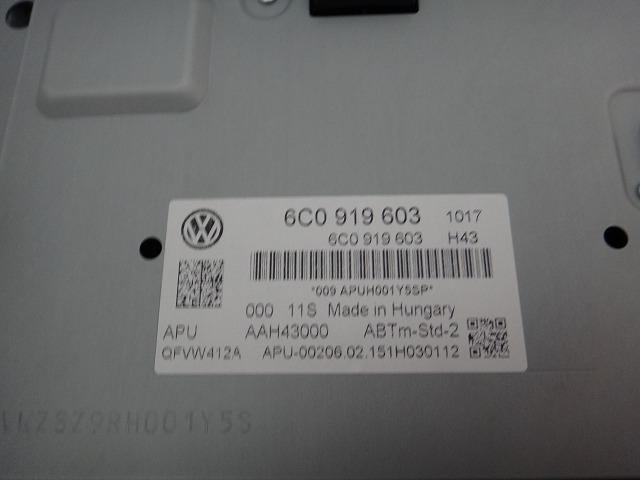 6C0 919 603 1017
6C0 919 603 H43
*009 APUH001Y5SP*
000 11S Made in Hungary
APU AAH43000 ABTm-Std-2
QFVW412A APU-00206.02.151H030112